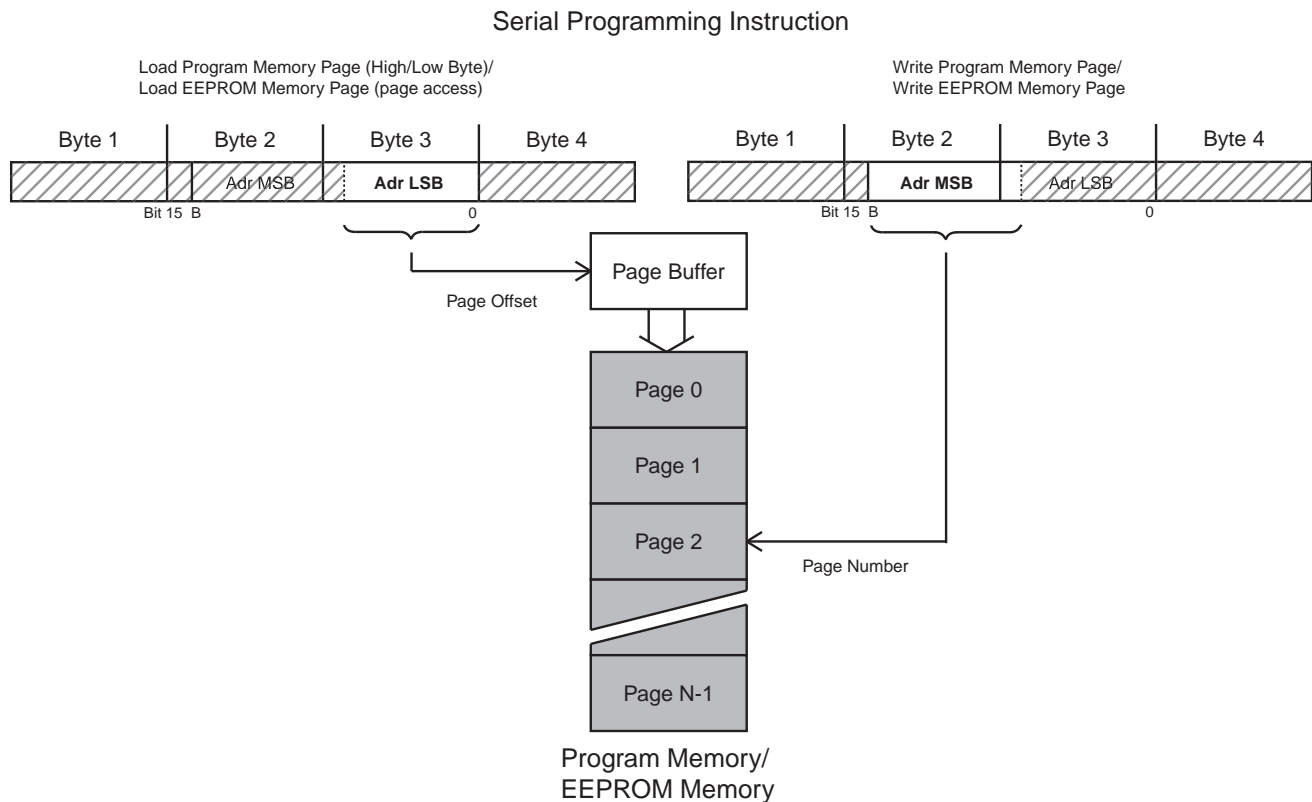 Serial Programming Instruction
Load Program Memory Page (High/Low Byte)/
Load EEPROM Memory Page (page access)
Write Program Memory Page/
Write EEPROM Memory Page
Byte 1 Byte 2 Byte 3 Byte 4
Byte 1 Byte 2 Byte 3 Byte 4
Adr MSB Adr LSB
Adr MSB Adr LSB
Bit 15 B 0
Bit 15 B 0
Page Buffer
Page Offset
Page 0
Page 1
Page 2
Page Number
Page N-1
Program Memory/
EEPROM Memory